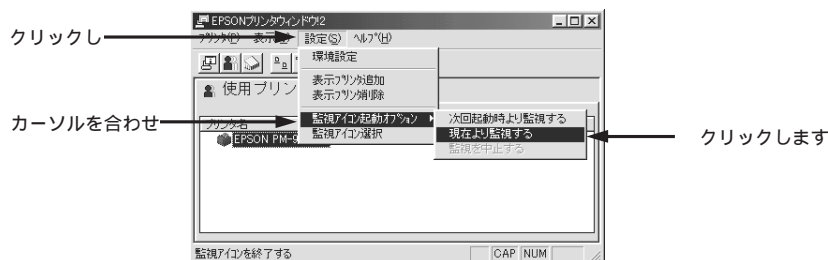 EPSONプリンタウィンドウ!2
クリックし
プリンタ(P) 表示(V) 設定(S) ヘルプ(H)
環境設定
表示プリンタ追加
表示プリンタ削除
使用プリン
カーソルを合わせ
監視アイコン起動オプション
次回起動時より監視する
プリンタ名
監視アイコン選択
現在より監視する
クリックします
EPSON PM-9
監視を中止する
監視アイコンを終了する
CAP NUM